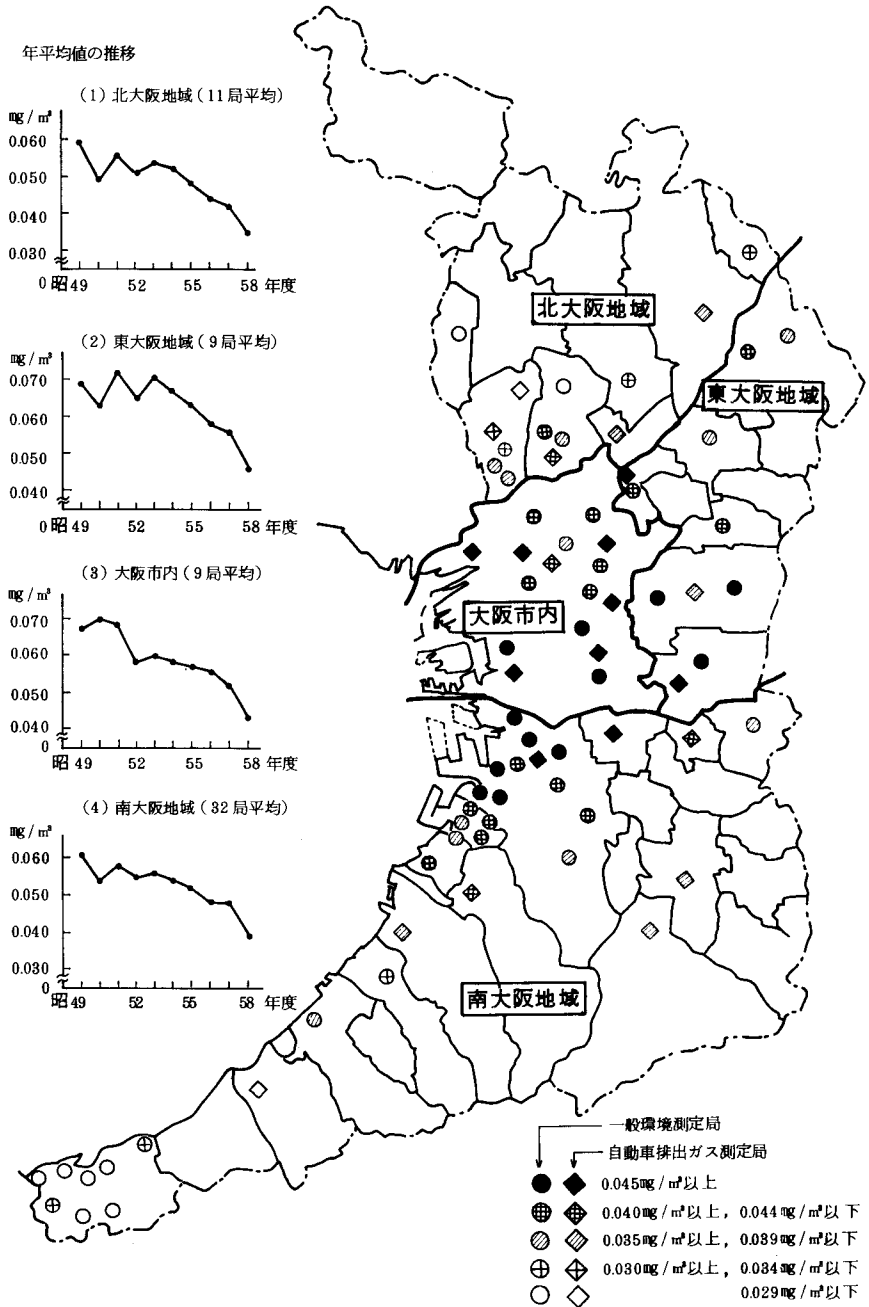 年平均値の推移
(1) 北大阪地域(11局平均)
mg/m³
0.060
0.050
0.040
0.030
0 昭49 52 55 58 年度
(2) 東大阪地域(9局平均)
mg/m³
0.070
0.060
0.050
0.040
0 昭49 52 55 58 年度
(3) 大阪市内(9局平均)
mg/m³
0.070
0.060
0.050
0.040
0
昭49 52 55 58 年度
(4) 南大阪地域(32局平均)
mg/m³
0.060
0.050
0.040
0.030
0
昭49 52 55 58 年度
北大阪地域
東大阪地域
大阪市内
南大阪地域
一般環境測定局
自動車排出ガス測定局
0.045mg/m³以上
0.040mg/m³以上, 0.044mg/m³以下
0.035mg/m³以上, 0.039mg/m³以下
0.030mg/m³以上, 0.034mg/m³以下
0.029mg/m³以下